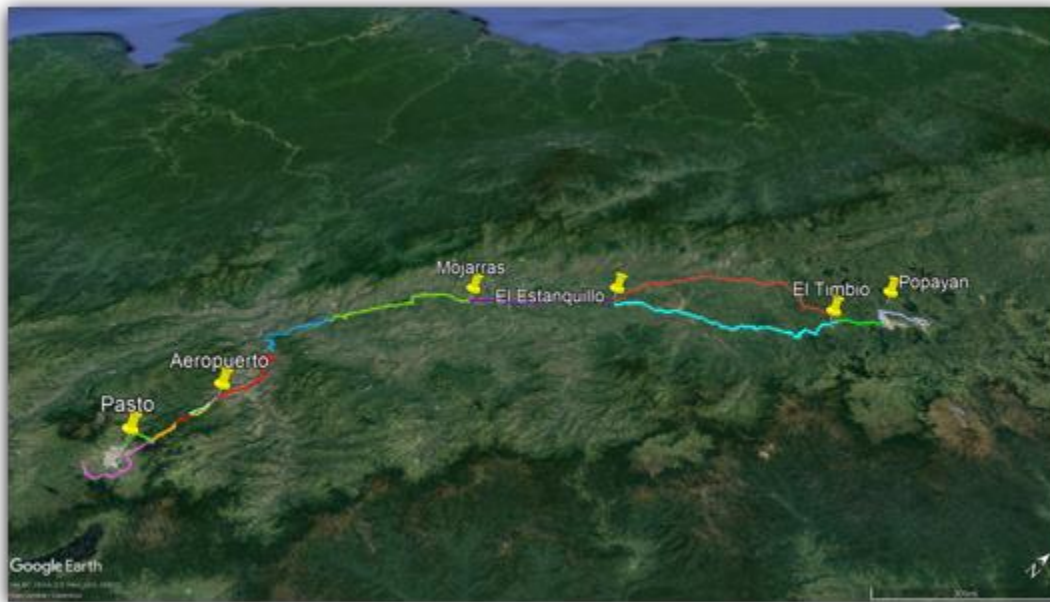 Mojarras
El Estanquillo
El Timbio
Popayan
Aeropuerto
Pasto
Google Earth
N